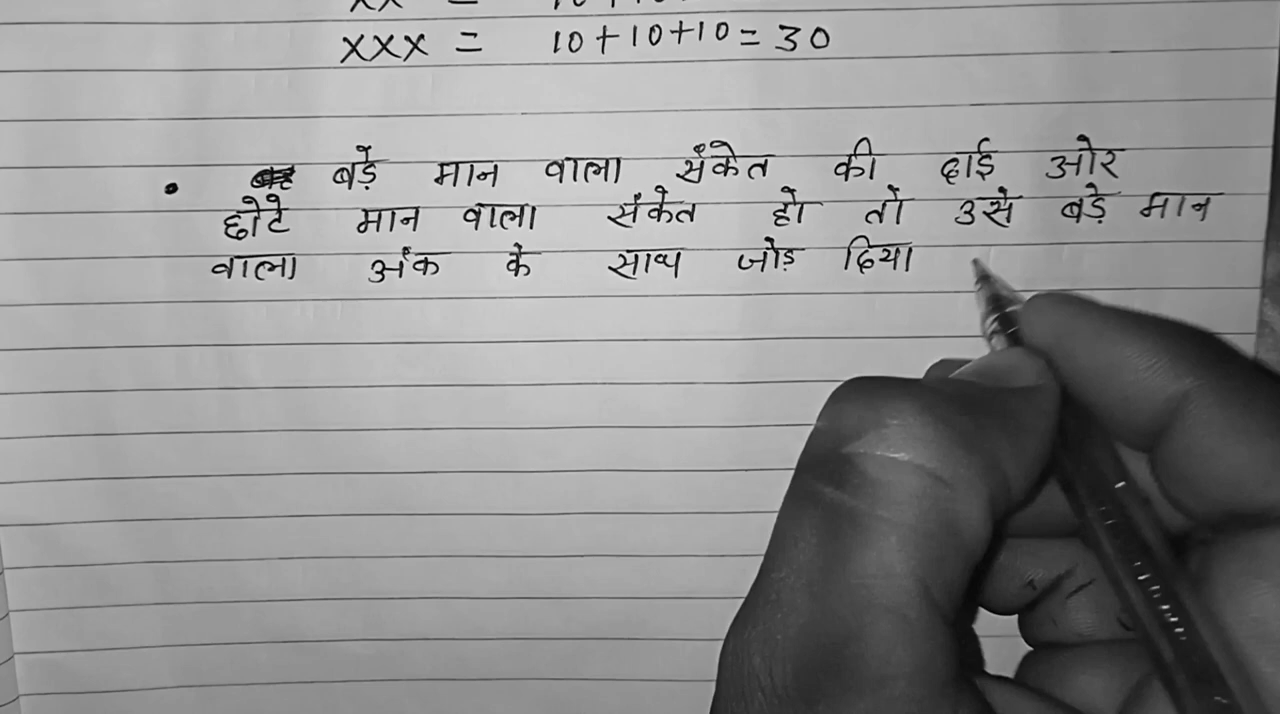 XXX = 10+10+10=30
• बड़े मान वाला संकेत की दाई ओर
छोटे मान वाला संकेत हो तो उसे बड़े मान
वाला अंक के साथ जोड़ दिया